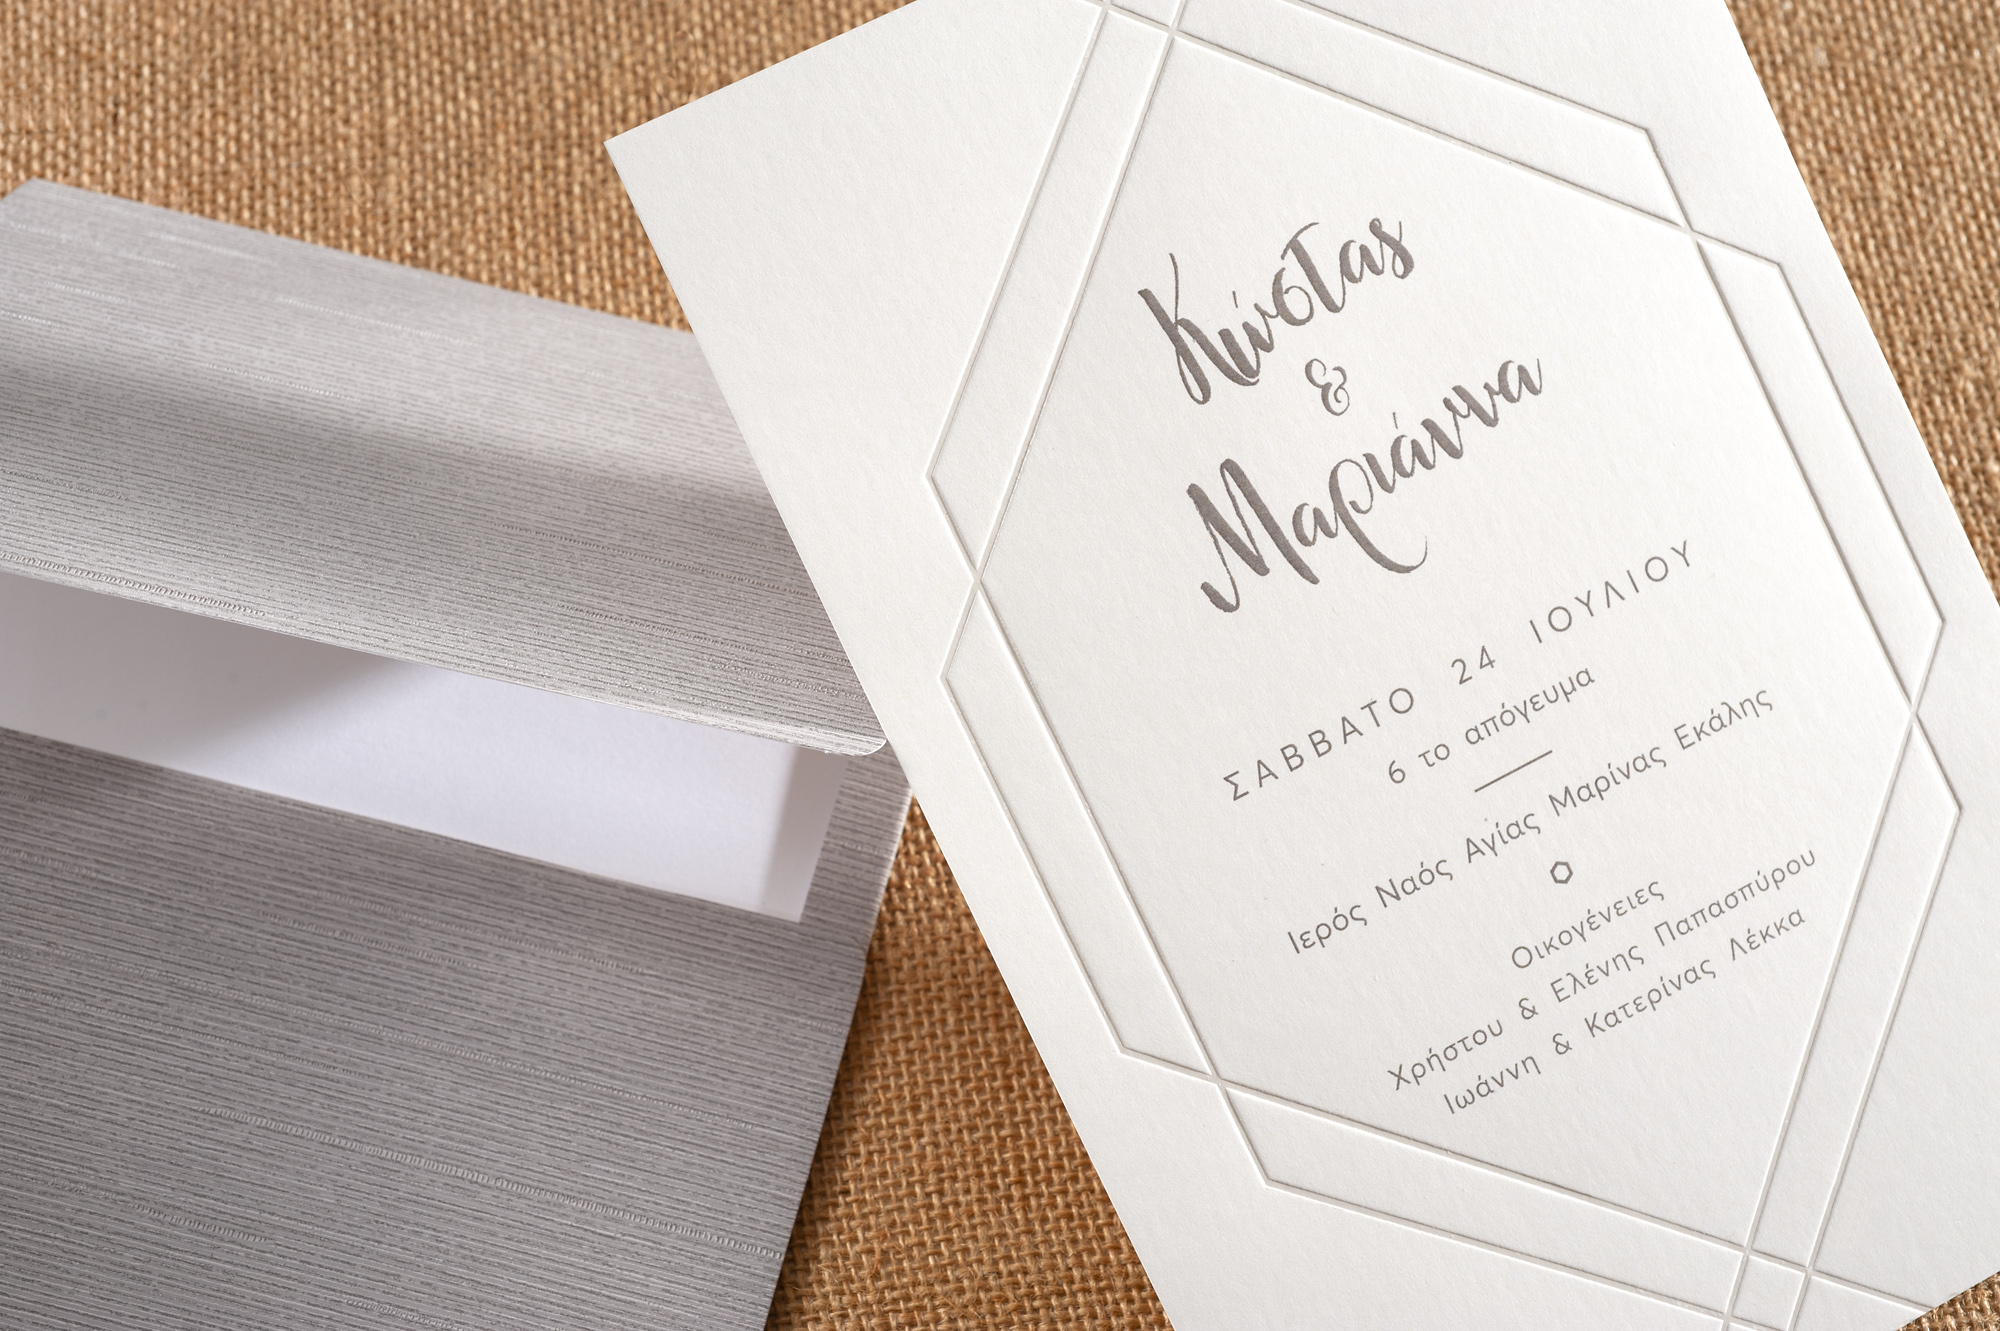 Κώστας
&
Μαριάννα
ΣΑΒΒΑΤΟ 24 ΙΟΥΛΙΟΥ
6 το απόγευμα
Ιερός Ναός Αγίας Μαρίνας Εκάλης
Οικογένειες
Χρήστου & Ελένης Παπασπύρου
Ιωάννη & Κατερίνας Λέκκα